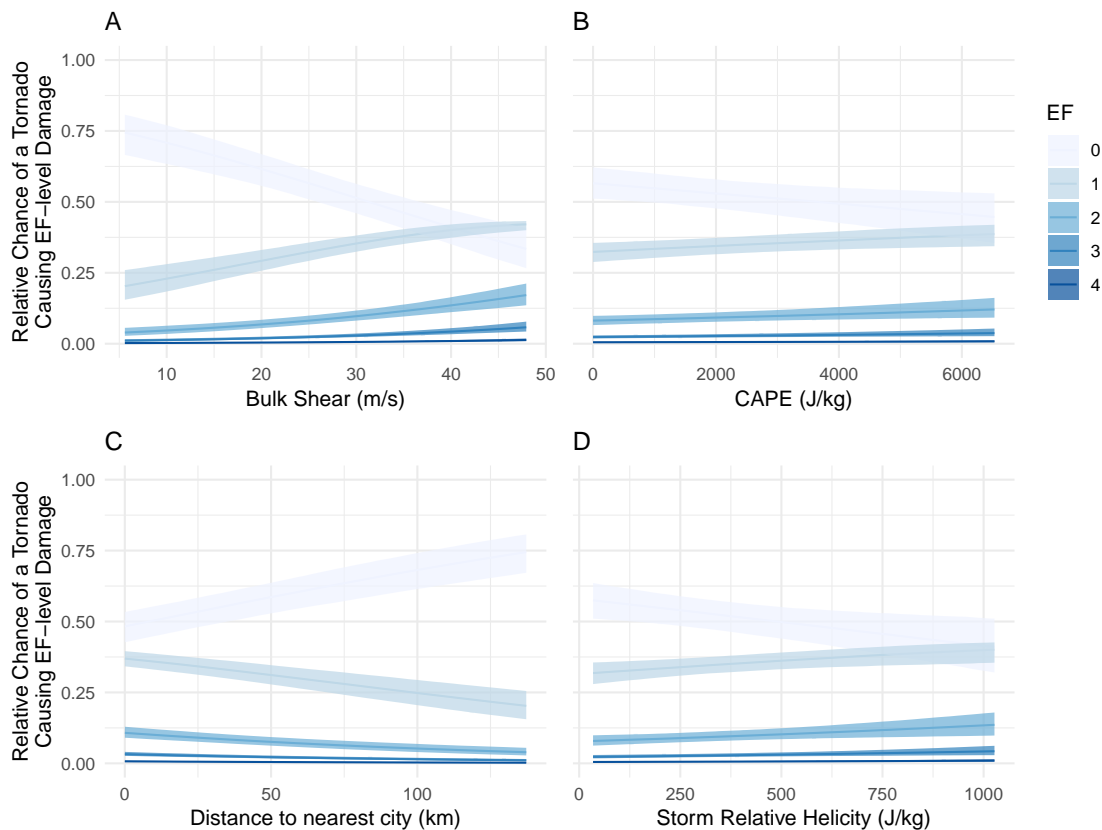 A
B
Relative Chance of a Tornado
Causing EF−level Damage
1.00
0.75
0.50
0.25
0.00
10
20
30
40
50
Bulk Shear (m/s)
0
2000
4000
6000
CAPE (J/kg)
EF
0
1
2
3
4
C
D
Relative Chance of a Tornado
Causing EF−level Damage
1.00
0.75
0.50
0.25
0.00
0
50
100
Distance to nearest city (km)
0
250
500
750
1000
Storm Relative Helicity (J/kg)